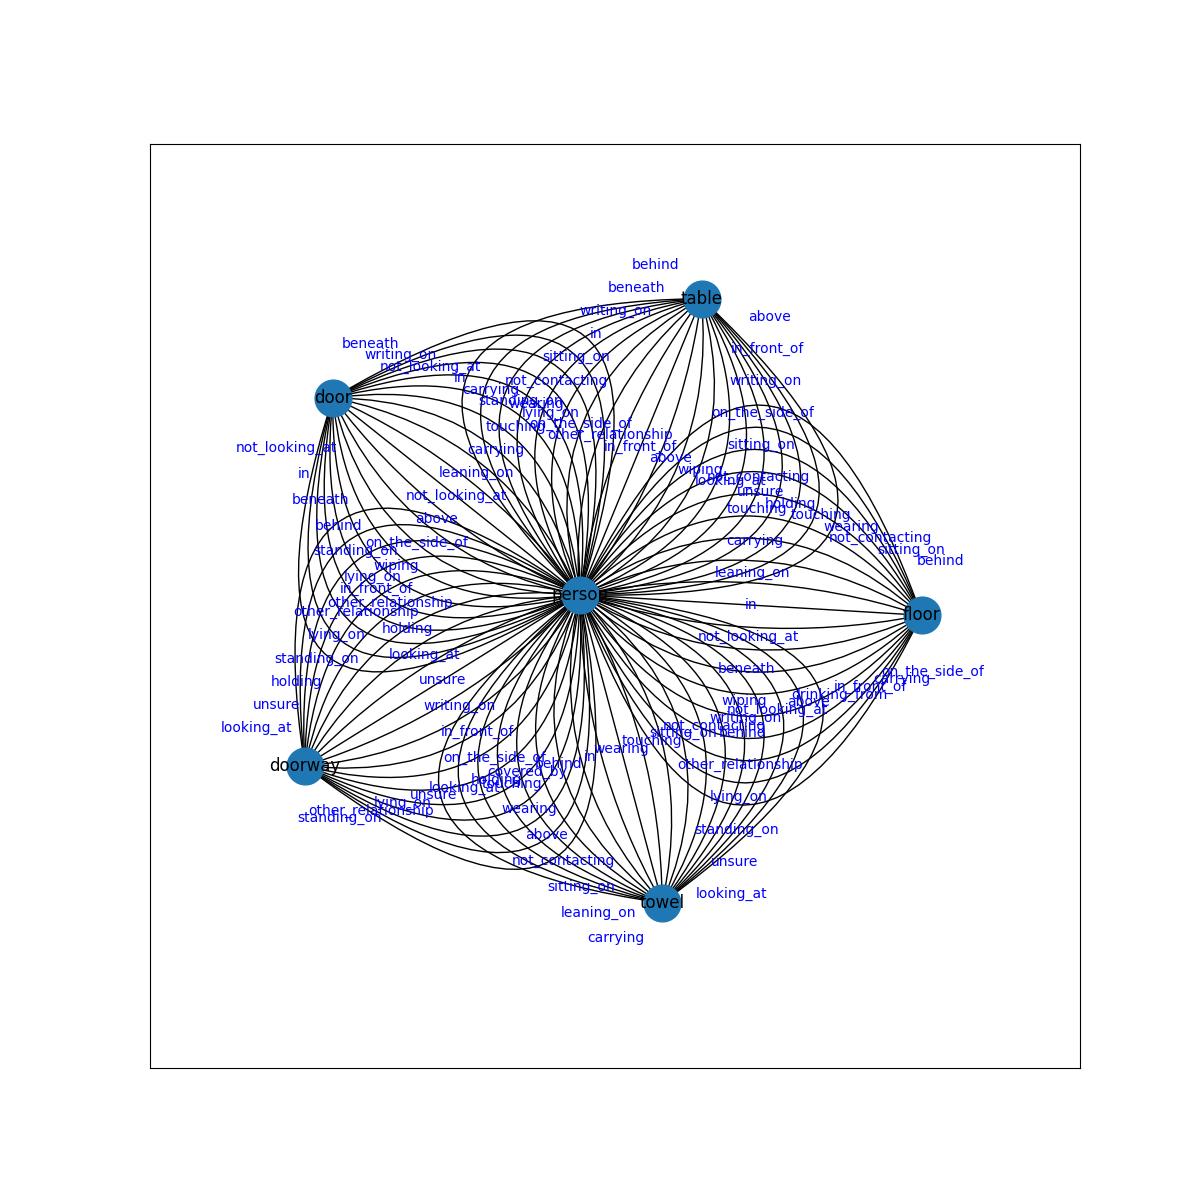 behind
beneath
table
writing_on
above
in
beneath
in_front_of
writing_on
sitting_on
not_looking_at
in
not_contacting
writing_on
carrying
door
standing_on
wearing
lying_on
on_the_side_of
touching
on_the_side_of
other_relationship
not_looking_at
carrying
in_front_of
sitting_on
above
in
leaning_on
wiping
looking_at
not_contacting
unsure
beneath
not_looking_at
holding
touching
touching
behind
above
wearing
standing_on
on_the_side_of
carrying
not_contacting
sitting_on
wiping
behind
lying_on
leaning_on
in_front_of
person
other_relationship
in
other_relationship
floor
lying_on
holding
not_looking_at
standing_on
looking_at
beneath
on_the_side_of
holding
unsure
carrying
in_front_of
drinking_from
unsure
writing_on
wiping
above
not_looking_at
writing_on
looking_at
in_front_of
not_contacting
sitting_on
behind
touching
wearing
doorway
on_the_side_of
in
behind
other_relationship
covered_by
holding
touching
looking_at
unsure
lying_on
lying_on
other_relationship
wearing
standing_on
above
standing_on
not_contacting
unsure
sitting_on
looking_at
towel
leaning_on
carrying